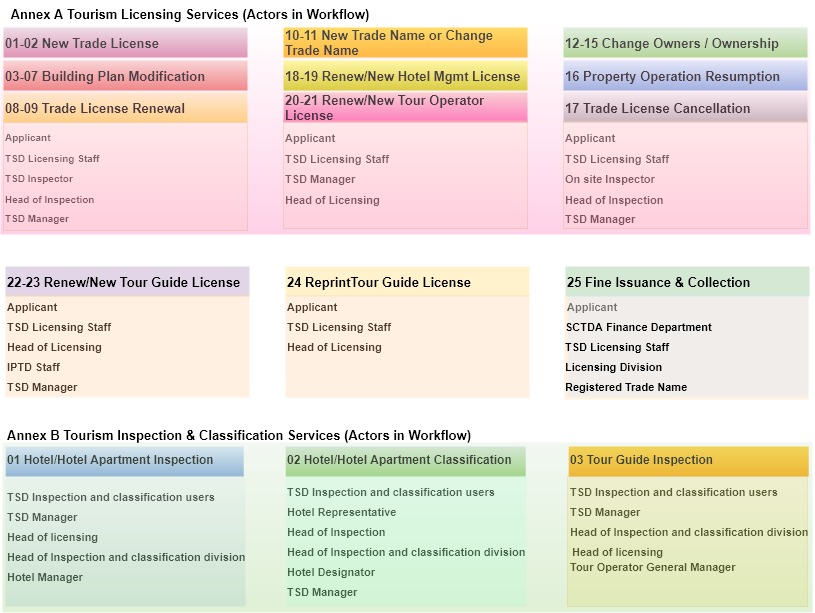 Annex A Tourism Licensing Services (Actors in Workflow)
01-02 New Trade License
03-07 Building Plan Modification
08-09 Trade License Renewal
Applicant
TSD Licensing Staff
TSD Inspector
Head of Inspection
TSD Manager
10-11 New Trade Name or Change
Trade Name
18-19 Renew/New Hotel Mgmt License
20-21 Renew/New Tour Operator
License
Applicant
TSD Licensing Staff
TSD Manager
Head of Licensing
12-15 Change Owners / Ownership
16 Property Operation Resumption
17 Trade License Cancellation
Applicant
TSD Licensing Staff
On site Inspector
Head of Inspection
TSD Manager
22-23 Renew/New Tour Guide License
Applicant
TSD Licensing Staff
Head of Licensing
IPTD Staff
TSD Manager
24 ReprintTour Guide License
Applicant
TSD Licensing Staff
Head of Licensing
25 Fine Issuance & Collection
Applicant
SCTDA Finance Department
TSD Licensing Staff
Licensing Division
Registered Trade Name
Annex B Tourism Inspection & Classification Services (Actors in Workflow)
01 Hotel/Hotel Apartment Inspection
TSD Inspection and classification users
TSD Manager
Head of licensing
Head of Inspection and classification division
Hotel Manager
02 Hotel/Hotel Apartment Classification
TSD Inspection and classification users
Hotel Representative
Head of Inspection
Head of Inspection and classification division
Hotel Designator
TSD Manager
03 Tour Guide Inspection
TSD Inspection and classification users
TSD Manager
Head of Inspection and classification division
Head of licensing
Tour Operator General Manager